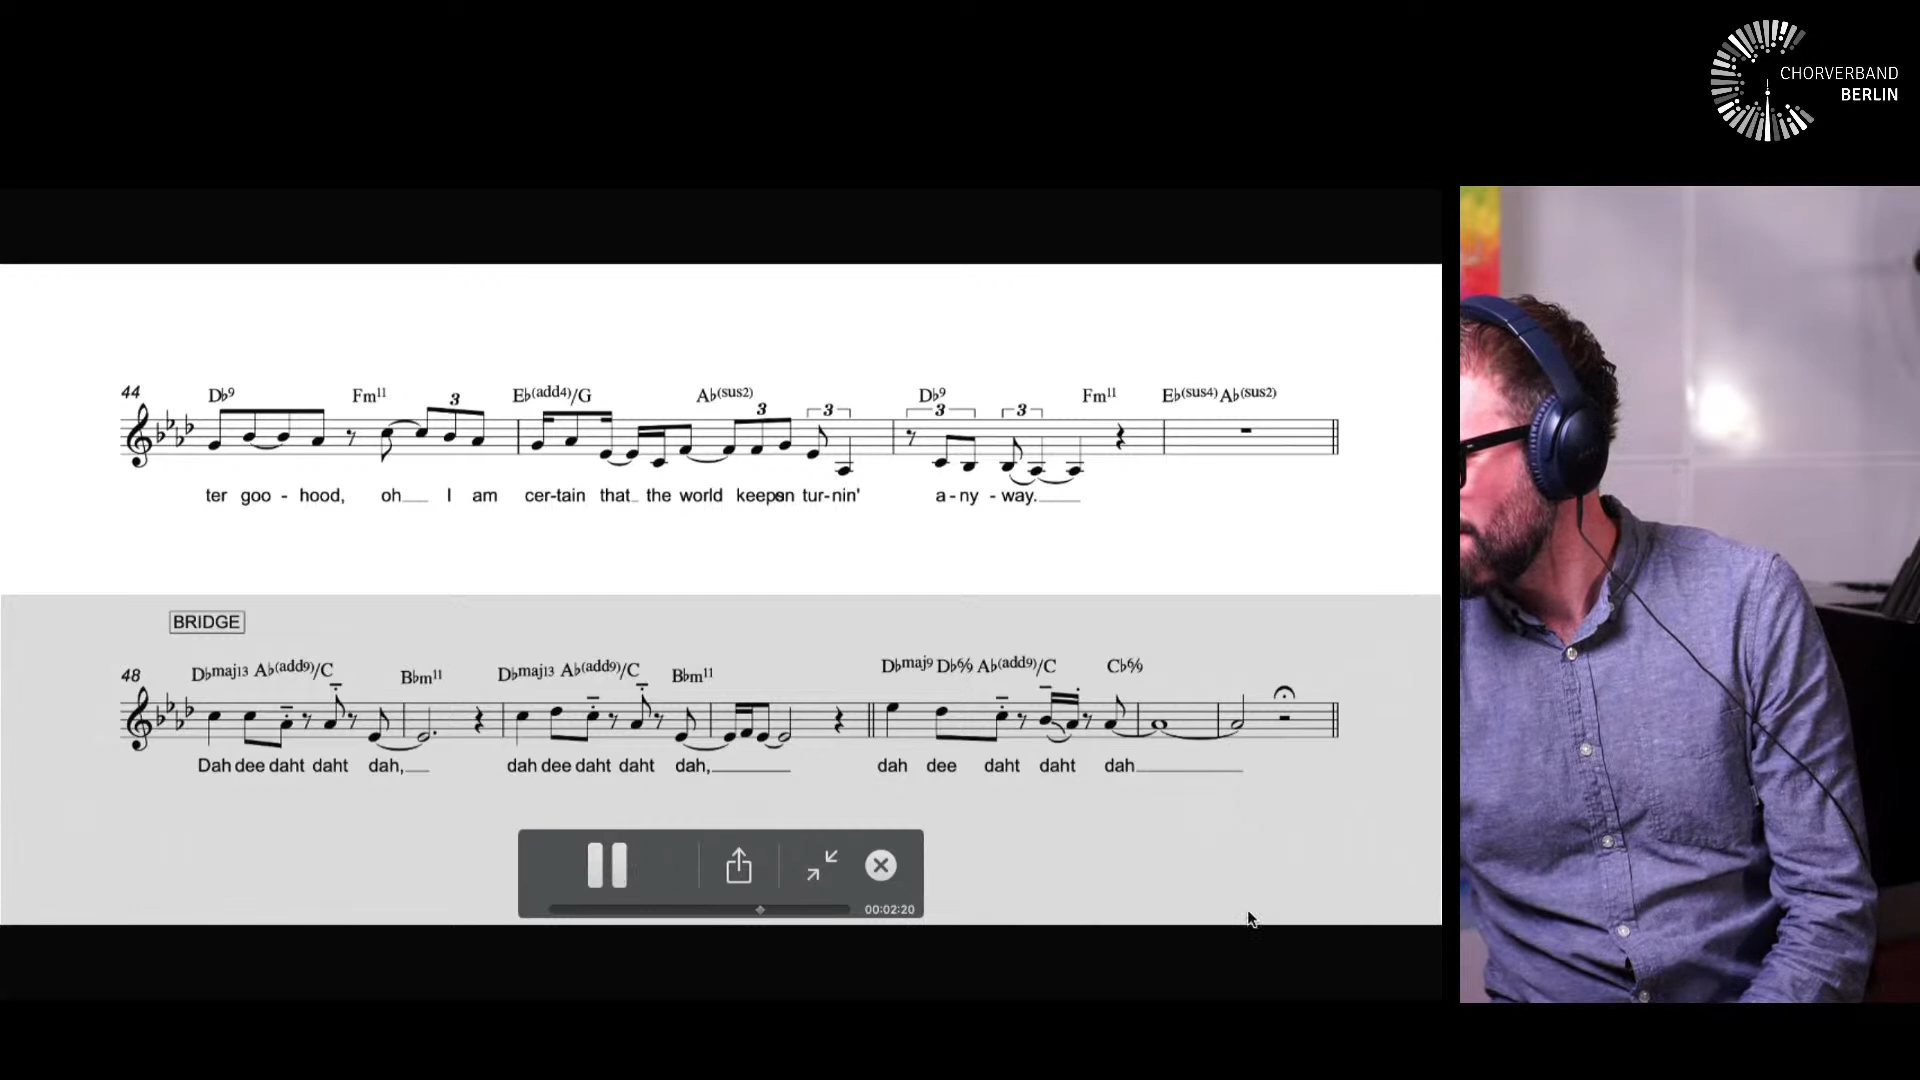 CHORVERBAND
BERLIN
44
D♭9 Fm11 E♭(add4)/G A♭(sus2) D♭9 Fm11 E♭(sus4) A♭(sus2)
3 3 3 3 3
ter goo - hood, oh I am cer-tain that the world keeps on tur-nin' a - ny - way.
BRIDGE
48
D♭maj13 A♭(add9)/C B♭m11 D♭maj13 A♭(add9)/C B♭m11 D♭maj9 D♭6/9 A♭(add9)/C C♭6/9
Dah dee daht daht dah, dah dee daht daht dah, dah dee daht daht dah
00:02:20